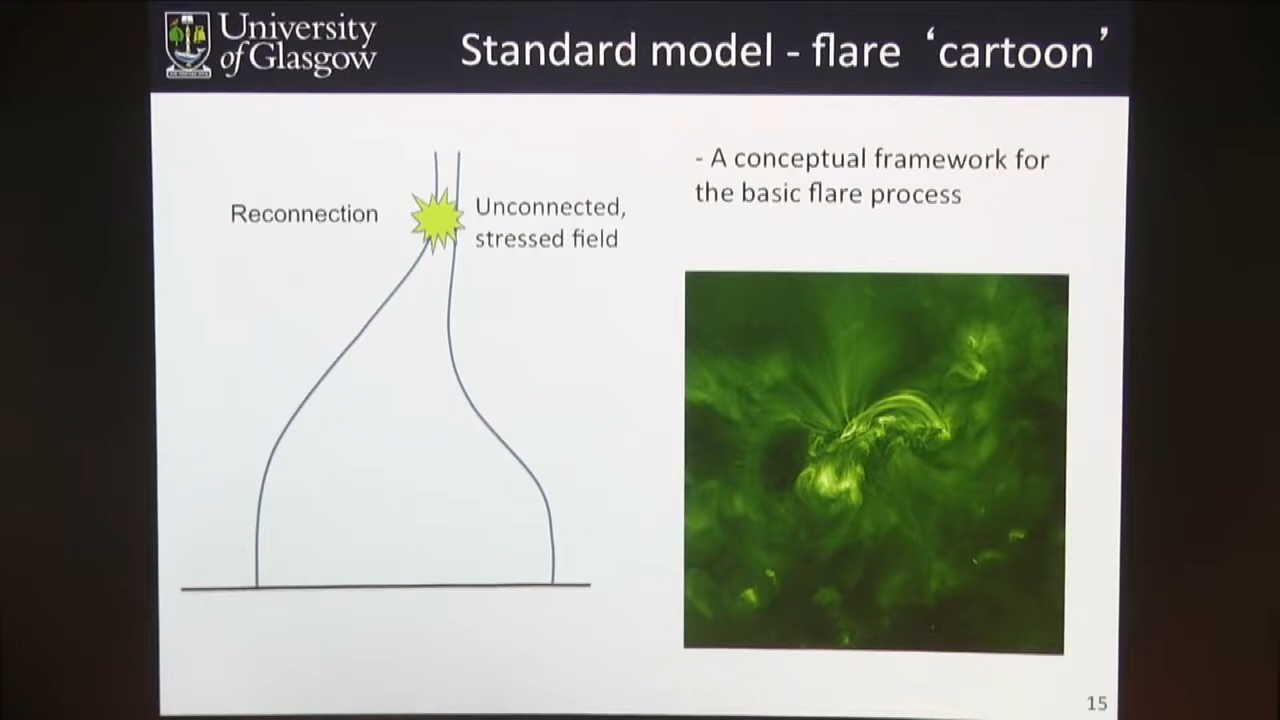 University
of Glasgow
Standard model - flare ‘cartoon’
- A conceptual framework for
the basic flare process
Reconnection
Unconnected,
stressed field
15